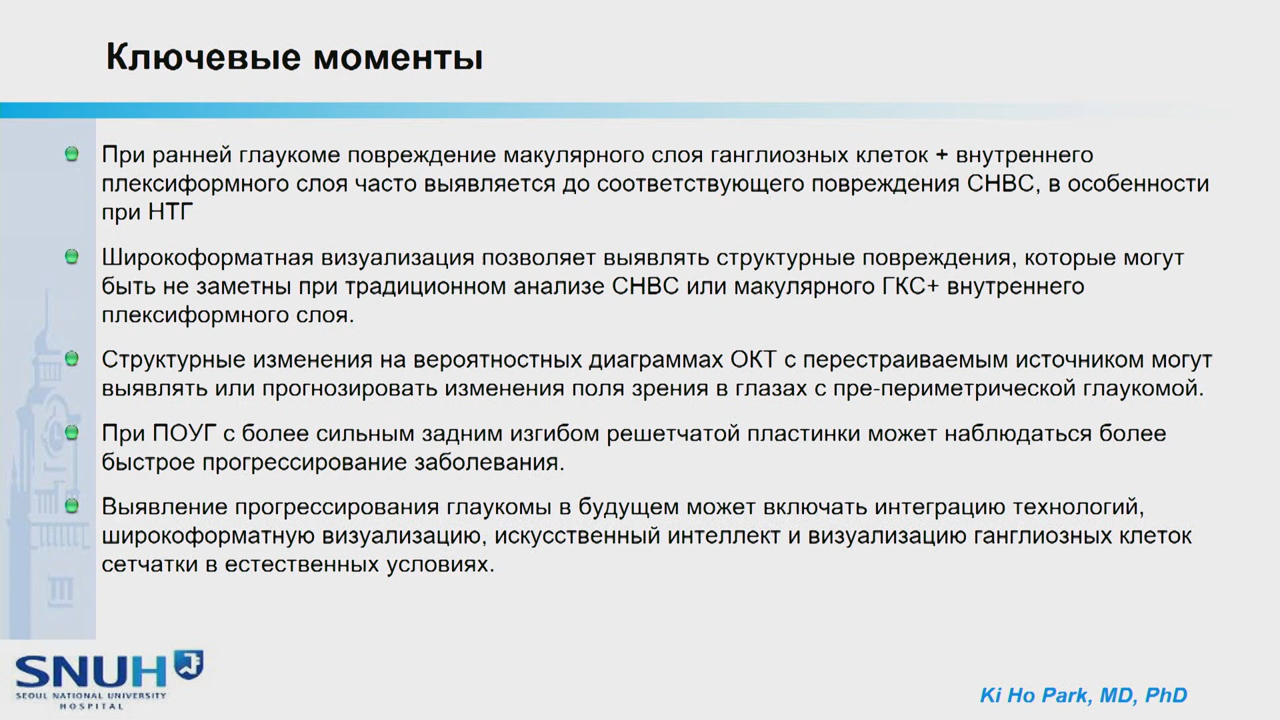 Ключевые моменты
При ранней глаукоме повреждение макулярного слоя ганглиозных клеток + внутреннего
плексиформного слоя часто выявляется до соответствующего повреждения СНВС, в особенности
при НТГ
Широкоформатная визуализация позволяет выявлять структурные повреждения, которые могут
быть не заметны при традиционном анализе СНВС или макулярного ГКС+ внутреннего
плексиформного слоя.
Структурные изменения на вероятностных диаграммах ОКТ с перестраиваемым источником могут
выявлять или прогнозировать изменения поля зрения в глазах с пре-периметрической глаукомой.
При ПОУГ с более сильным задним изгибом решетчатой пластинки может наблюдаться более
быстрое прогрессирование заболевания.
Выявление прогрессирования глаукомы в будущем может включать интеграцию технологий,
широкоформатную визуализацию, искусственный интеллект и визуализацию ганглиозных клеток
сетчатки в естественных условиях.
SNUH
SEOUL NATIONAL UNIVERSITY
HOSPITAL
Ki Ho Park, MD, PhD